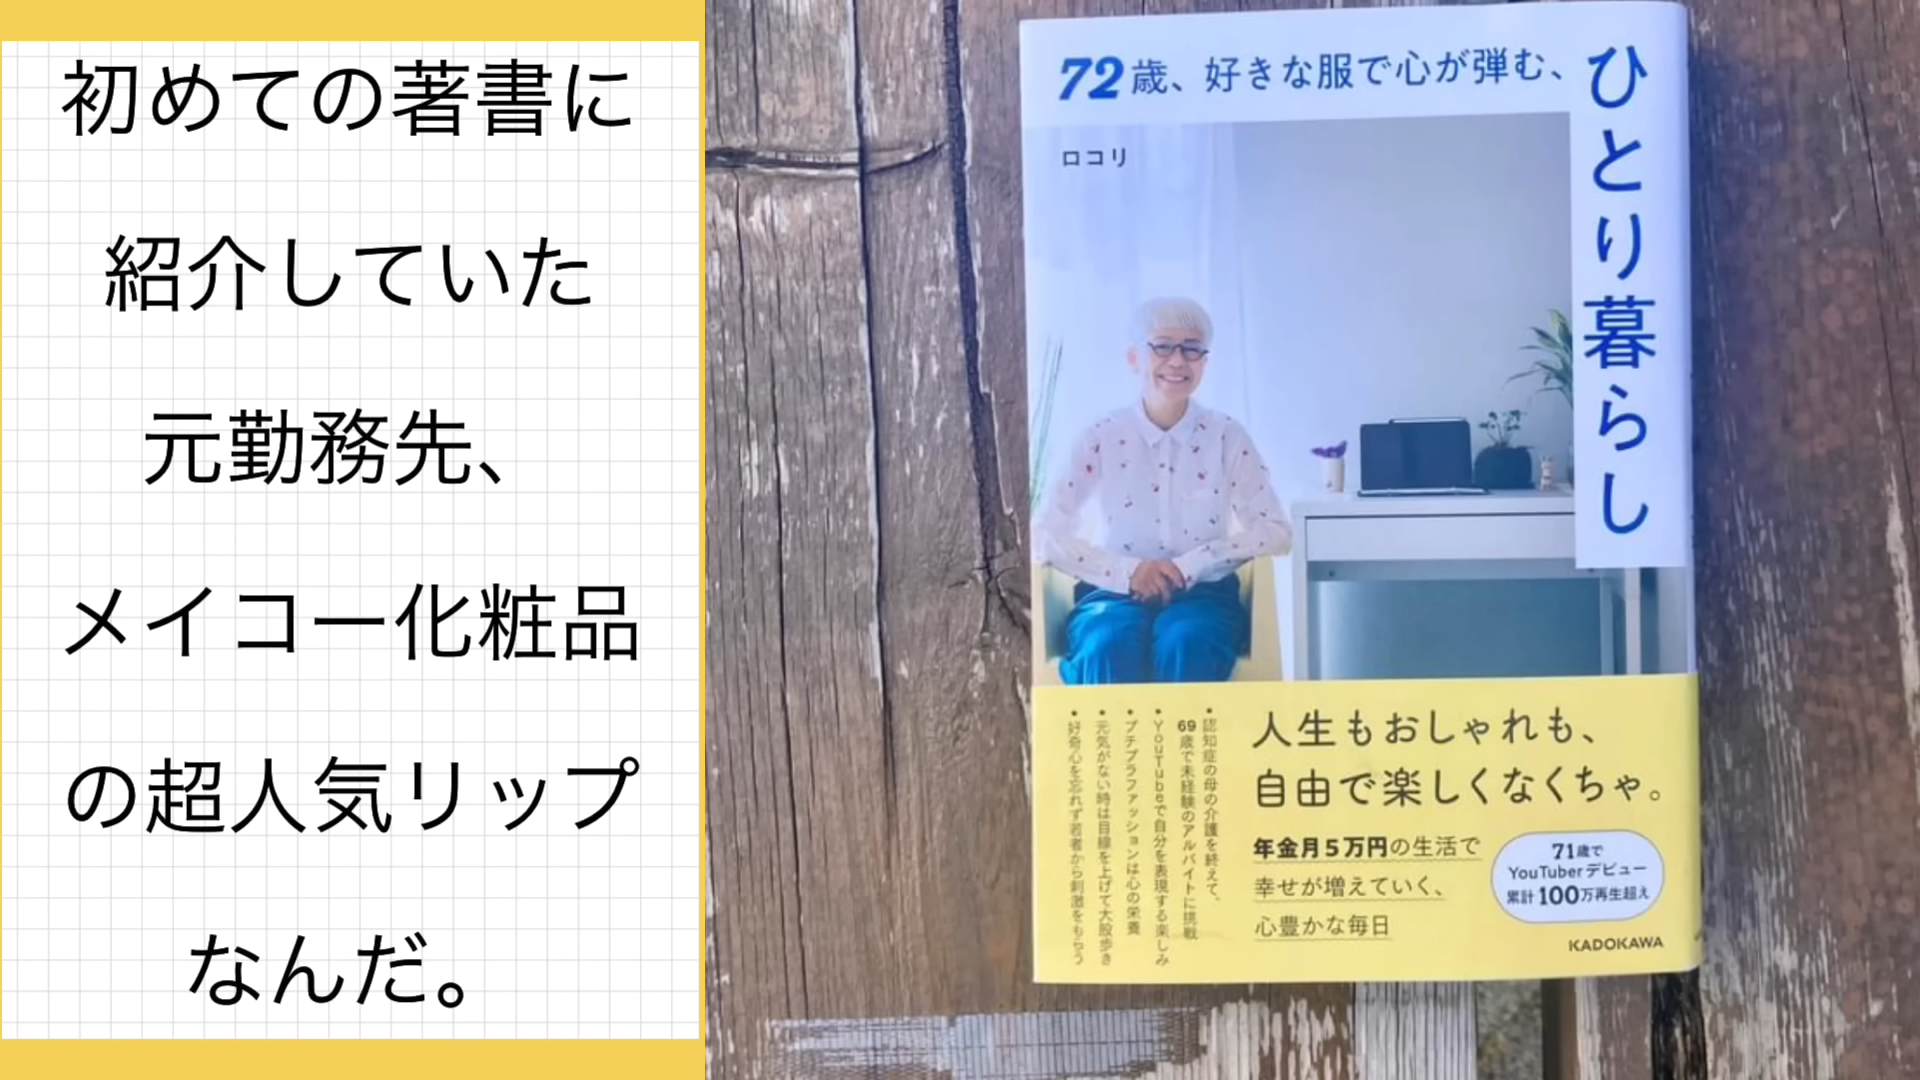 初めての著書に
紹介していた
元勤務先、
メイコー化粧品
の超人気リップ
なんだ。
72歳、好きな服で心が弾む、
ひとり暮らし
ロコリ
人生もおしゃれも、
自由で楽しくなくちゃ。
年金月5万円の生活で
幸せが増えていく、
心豊かな毎日
71歳で
YouTuberデビュー
累計100万再生超え
KADOKAWA
•認知症の母の介護を終えて、
69歳で未経験のアルバイトに挑戦
•YouTubeで自分を表現する楽しみ
•プチプラファッションは心の栄養
•元気がない時は目線を上げて大股歩き
•好奇心を忘れず若者から刺激をもらう